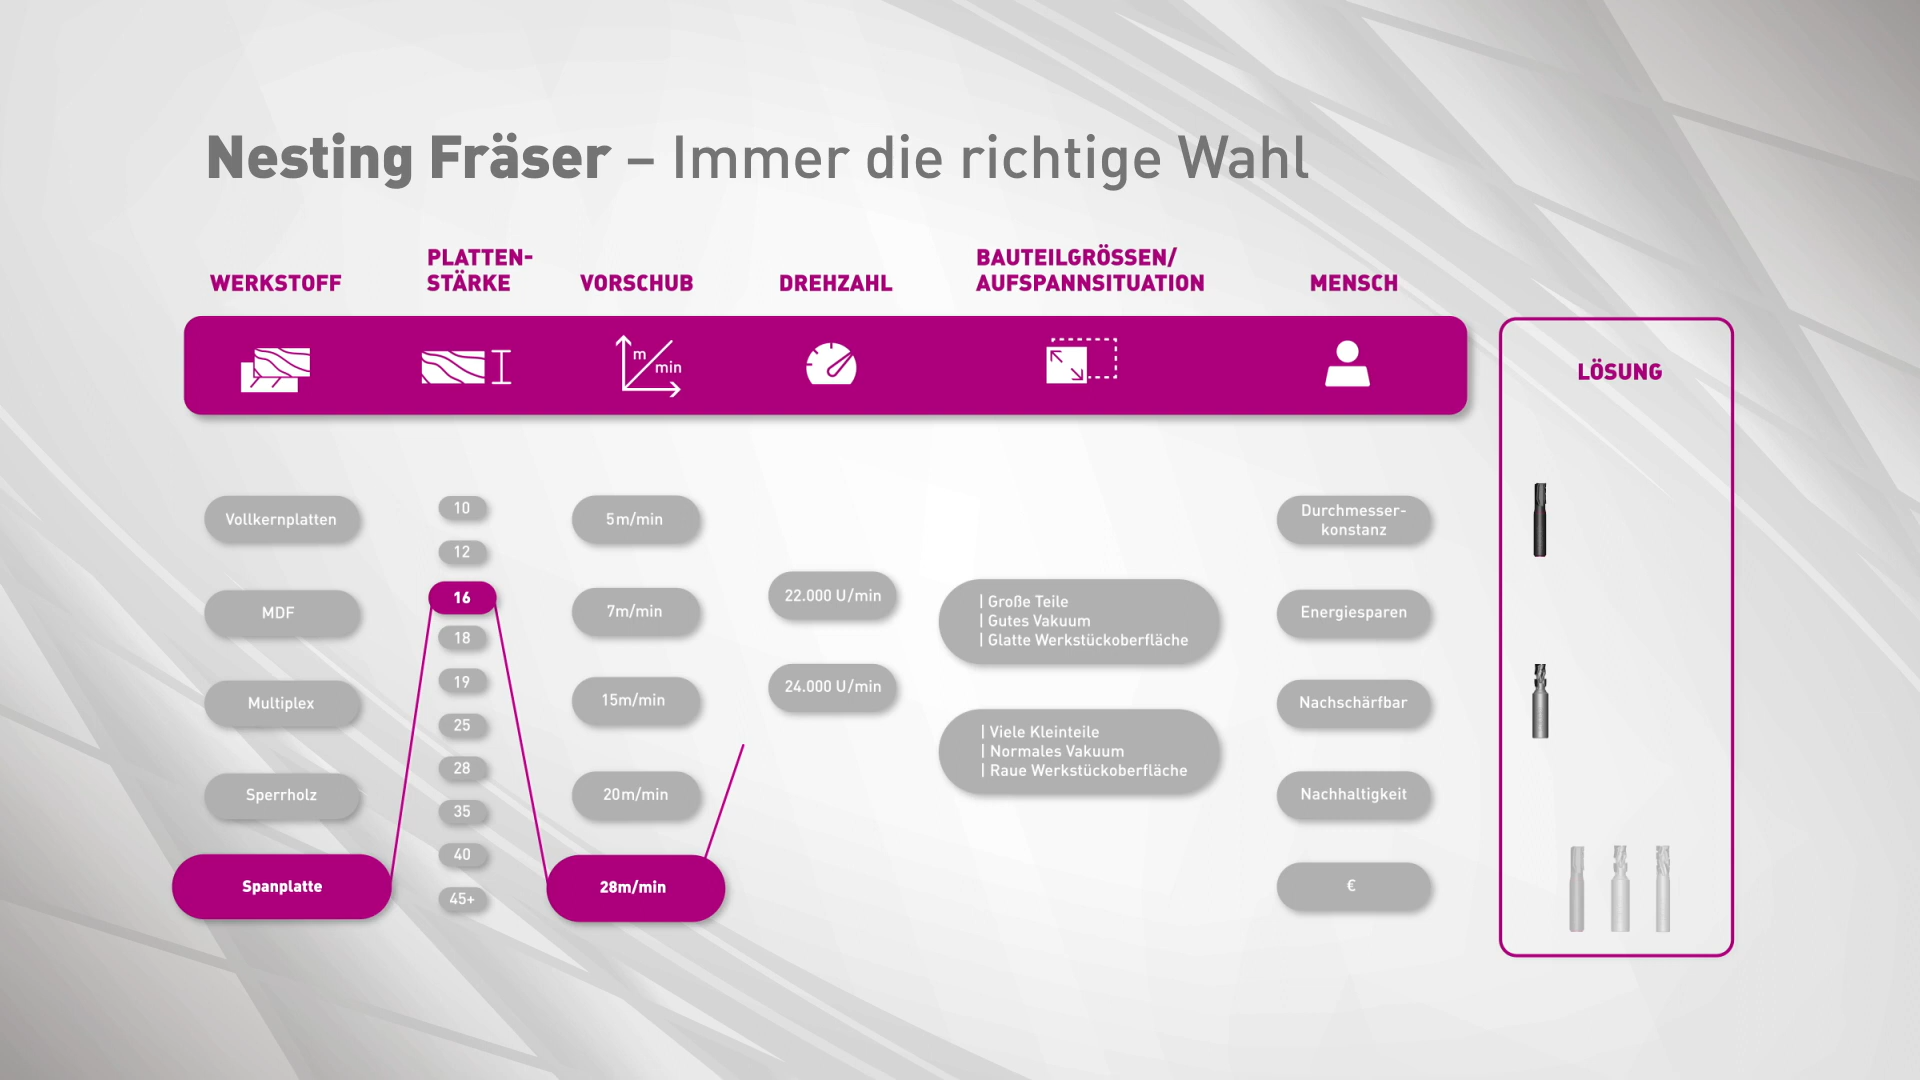 Nesting Fräser – Immer die richtige Wahl
WERKSTOFF
PLATTEN-
STÄRKE
VORSCHUB
DREHZAHL
BAUTEILGRÖSSEN/
AUFSPANNSITUATION
MENSCH
m
min
LÖSUNG
Vollkernplatten
MDF
Multiplex
Sperrholz
Spanplatte
10
12
16
18
19
25
28
35
40
45+
5m/min
7m/min
15m/min
20m/min
28m/min
22.000 U/min
24.000 U/min
| Große Teile
| Gutes Vakuum
| Glatte Werkstückoberfläche
| Viele Kleinteile
| Normales Vakuum
| Raue Werkstückoberfläche
Durchmesser-
konstanz
Energiesparen
Nachschärfbar
Nachhaltigkeit
€